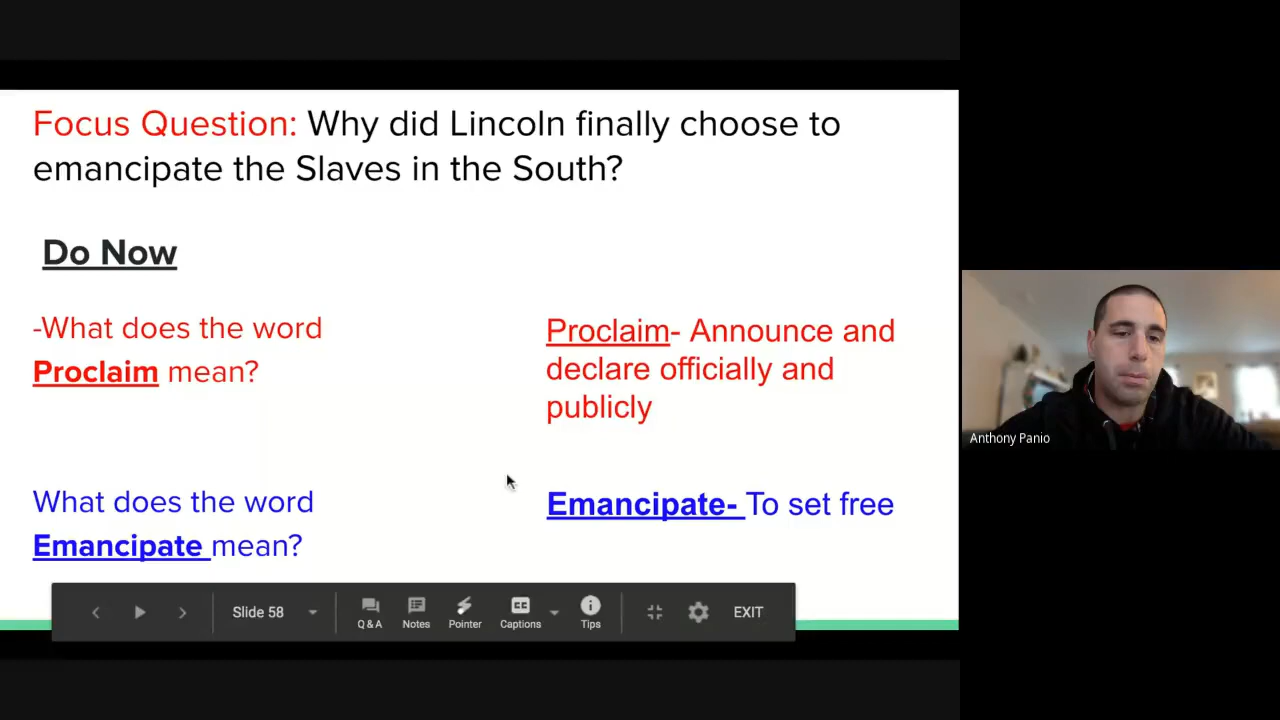 Focus Question: Why did Lincoln finally choose to
emancipate the Slaves in the South?
Do Now
-What does the word
Proclaim mean?
Proclaim- Announce and
declare officially and
publicly
What does the word
Emancipate mean?
Emancipate- To set free
Slide 58
Q & A
Notes
Pointer
CC
Captions
Tips
EXIT
Anthony Panio